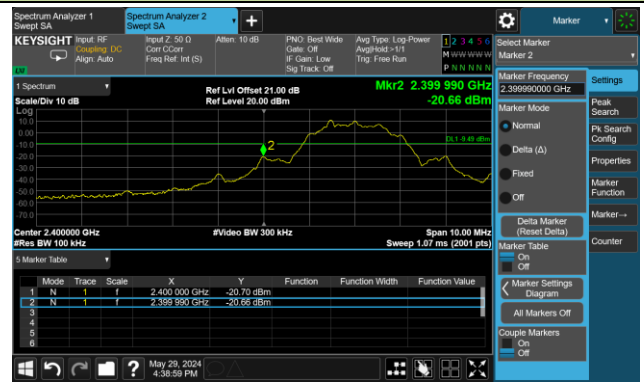 Spectrum Analyzer 1
Swept SA
Spectrum Analyzer 2
Swept SA
Marker
KEYSIGHT
Input: RF
Coupling: DC
Align: Auto
Input Z: 50 Ω
Corr CCorr
Freq Ref: Int (S)
Atten: 10 dB
PNO: Best Wide
Gate: Off
IF Gain: Low
Sig Track: Off
Avg Type: Log-Power
Avg|Hold:>1/1
Trig: Free Run
1 2 3 4 5 6
M W W W W W
P N N N N N
LW
1 Spectrum
Scale/Div 10 dB
Ref Lvl Offset 21.00 dB
Ref Level 20.00 dBm
Mkr2 2.399 990 GHz
-20.66 dBm
Log
10.0
0.00
-10.0
-20.0
-30.0
-40.0
-50.0
-60.0
-70.0
2
DL1 -9.49 dBm
Center 2.400000 GHz
#Res BW 100 kHz
#Video BW 300 kHz
Span 10.00 MHz
Sweep 1.07 ms (2001 pts)
5 Marker Table
Mode Trace Scale X Y Function Function Width Function Value
1 N 1 f 2.400 000 GHz -20.70 dBm
2 N 1 f 2.399 990 GHz -20.66 dBm
3
4
5
6
Select Marker
Marker 2
Marker Frequency
2.399990000 GHz
Marker Mode
Normal
Delta (Δ)
Fixed
Off
Delta Marker
(Reset Delta)
Marker Table
On
Off
Marker Settings
Diagram
All Markers Off
Couple Markers
On
Off
Settings
Peak
Search
Pk Search
Config
Properties
Marker
Function
Marker→
Counter
?
May 29, 2024
4:38:59 PM